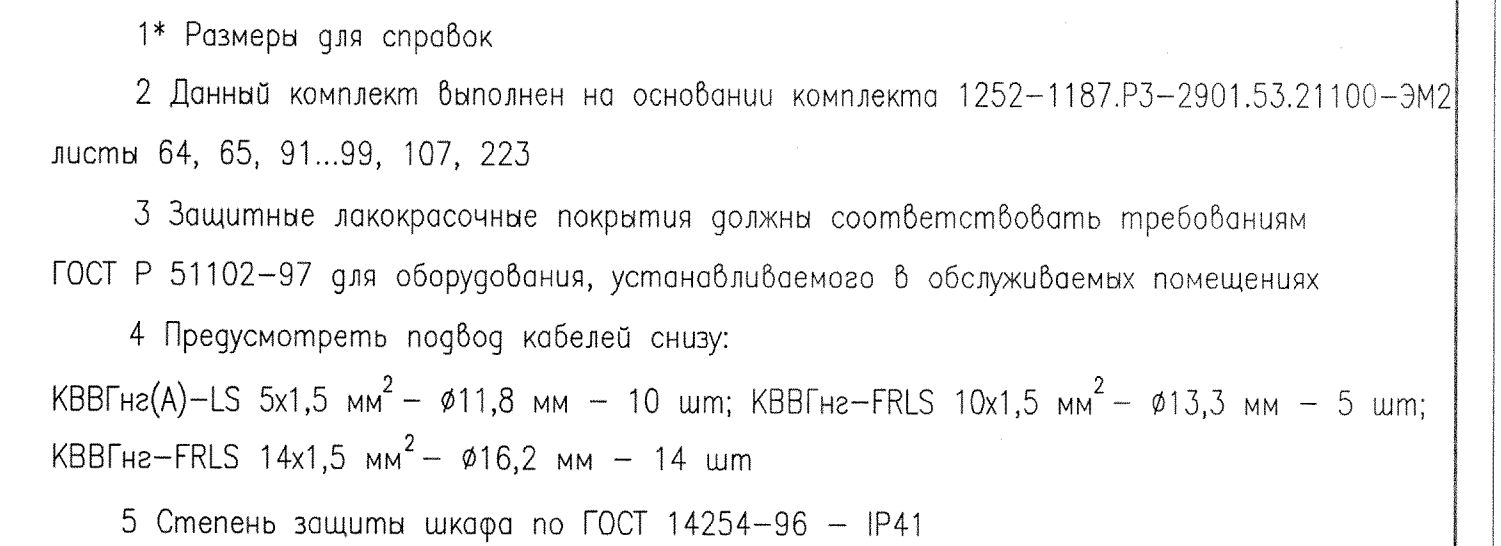 1* Размеры для справок
2 Данный комплект выполнен на основании комплекта 1252-1187.РЗ-2901.53.21100-ЭМ2
листы 64, 65, 91...99, 107, 223
3 Защитные лакокрасочные покрытия должны соответствовать требованиям
ГОСТ Р 51102-97 для оборудования, устанавливаемого в обслуживаемых помещениях
4 Предусмотреть подвод кабелей снизу:
КВВГнг(А)-LS 5х1,5 мм² - ø11,8 мм - 10 шт; КВВГнг-FRLS 10х1,5 мм² - ø13,3 мм - 5 шт;
КВВГнг-FRLS 14х1,5 мм² - ø16,2 мм - 14 шт
5 Степень защиты шкафа по ГОСТ 14254-96 - IP41